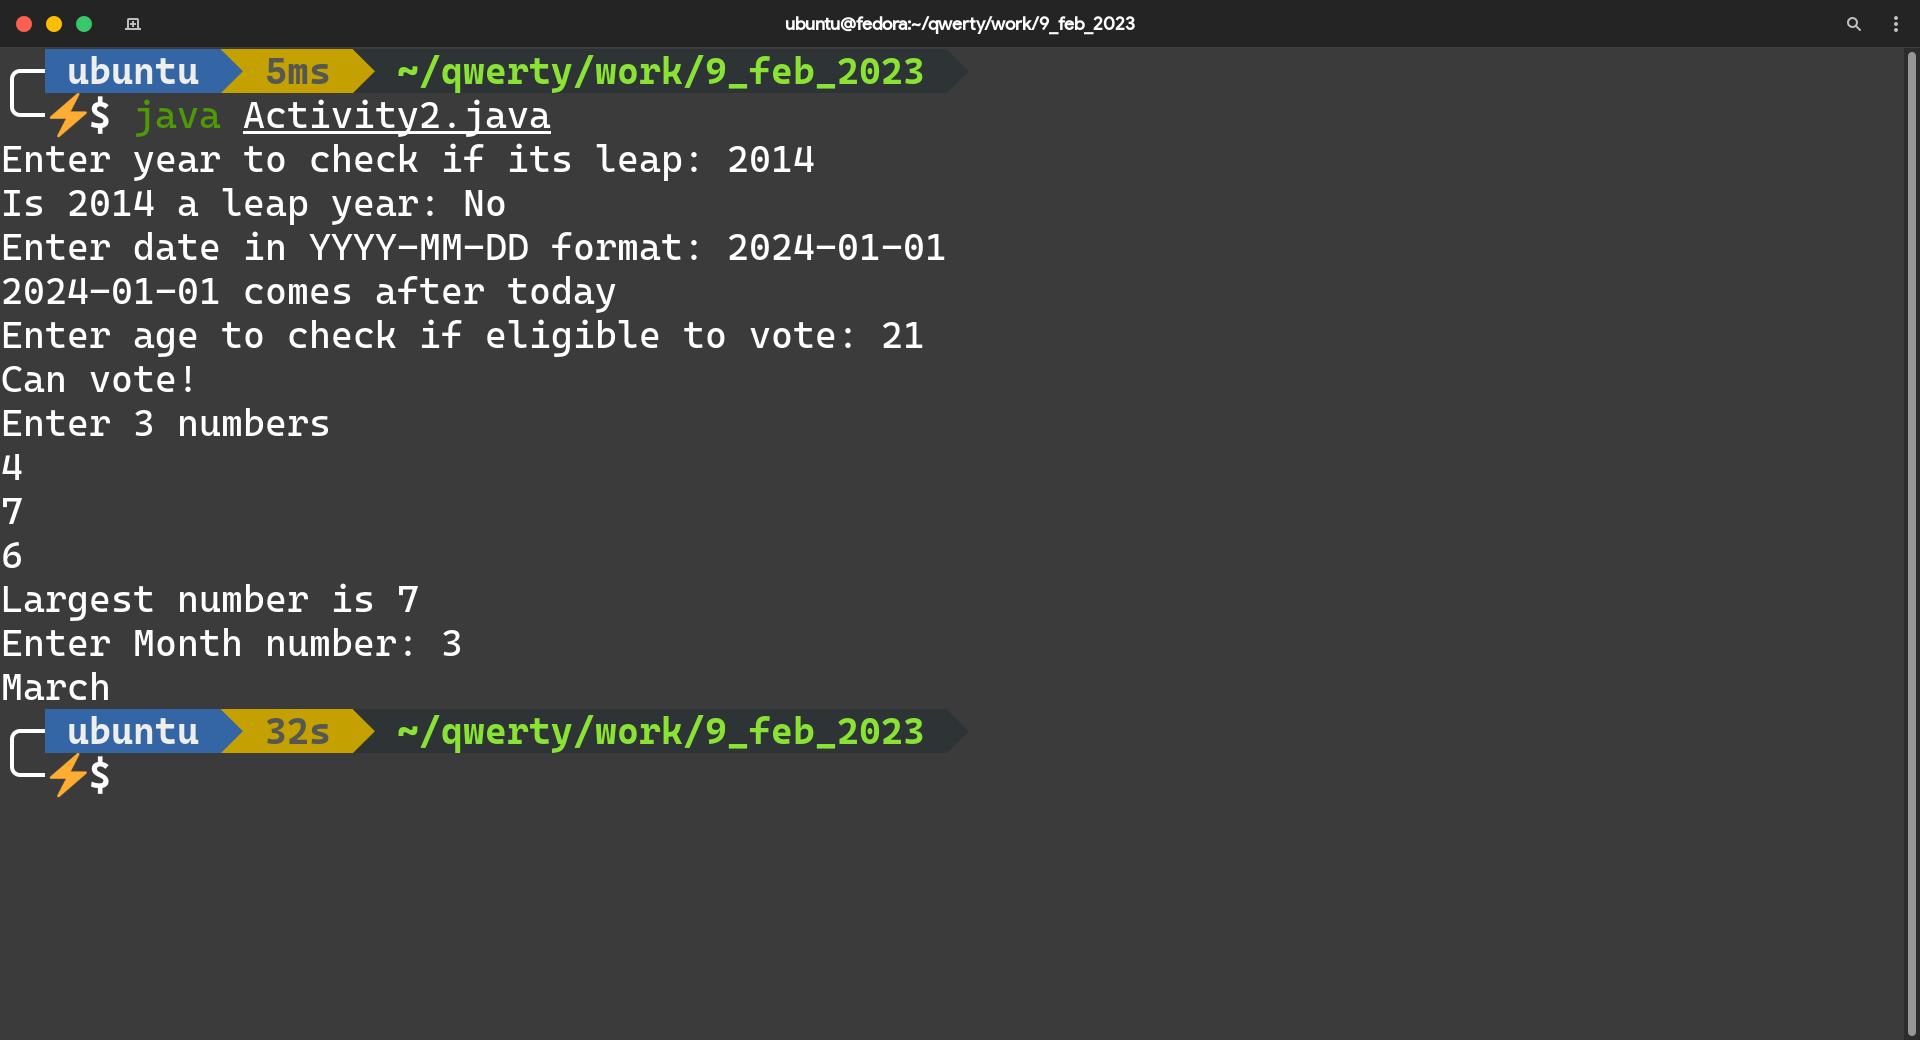 ubuntu@fedora:~/qwerty/work/9_feb_2023
ubuntu 5ms ~/qwerty/work/9_feb_2023
⚡$ java Activity2.java
Enter year to check if its leap: 2014
Is 2014 a leap year: No
Enter date in YYYY-MM-DD format: 2024-01-01
2024-01-01 comes after today
Enter age to check if eligible to vote: 21
Can vote!
Enter 3 numbers
4
7
6
Largest number is 7
Enter Month number: 3
March
ubuntu 32s ~/qwerty/work/9_feb_2023
⚡$